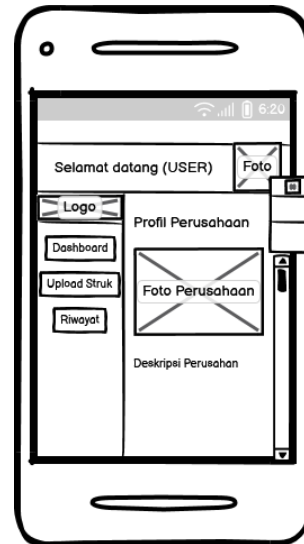 6:20
Selamat datang (USER)
Foto
Logo
Profil Perusahaan
Dashboard
Upload Struk
Foto Perusahaan
Riwayat
Deskripsi Perusahan